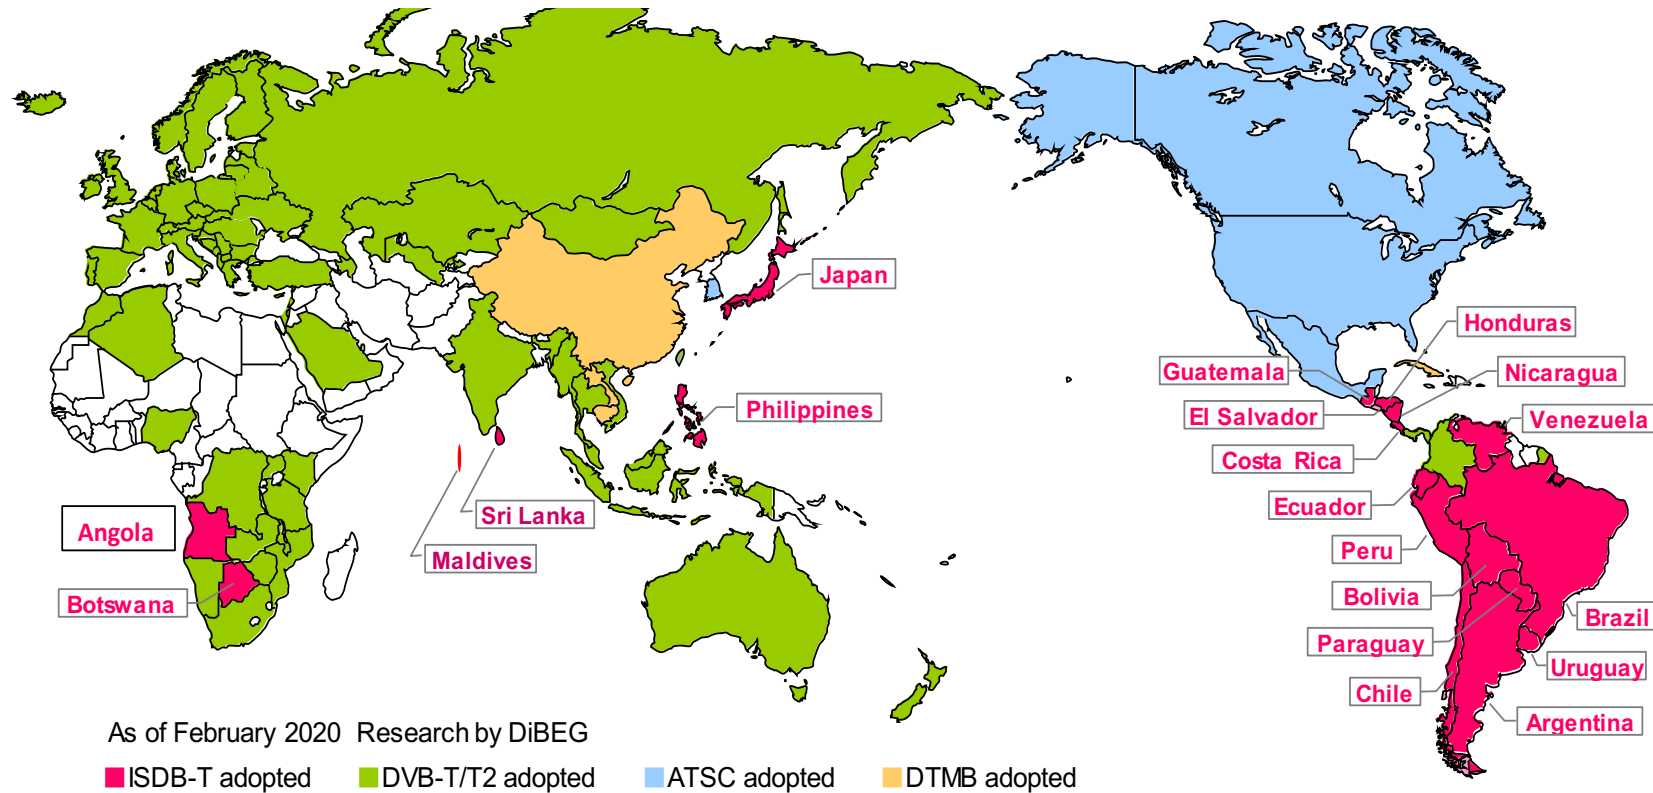 Japan
Honduras
Guatemala
Nicaragua
Philippines
El Salvador
Venezuela
Costa Rica
Ecuador
Sri Lanka
Angola
Peru
Maldives
Bolivia
Botswana
Brazil
Paraguay
Uruguay
Chile
Argentina
As of February 2020 Research by DiBEG
ISDB-T adopted DVB-T/T2 adopted ATSC adopted DTMB adopted